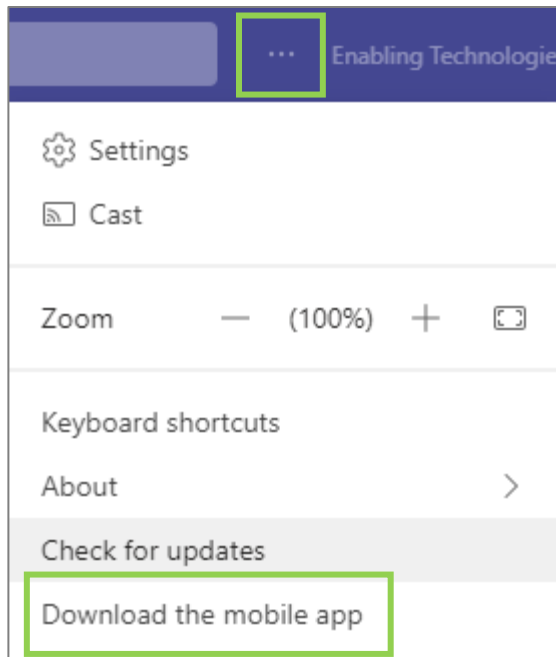 ... Enabling Technologie
Settings
Cast
Zoom — (100%) +
Keyboard shortcuts
About >
Check for updates
Download the mobile app